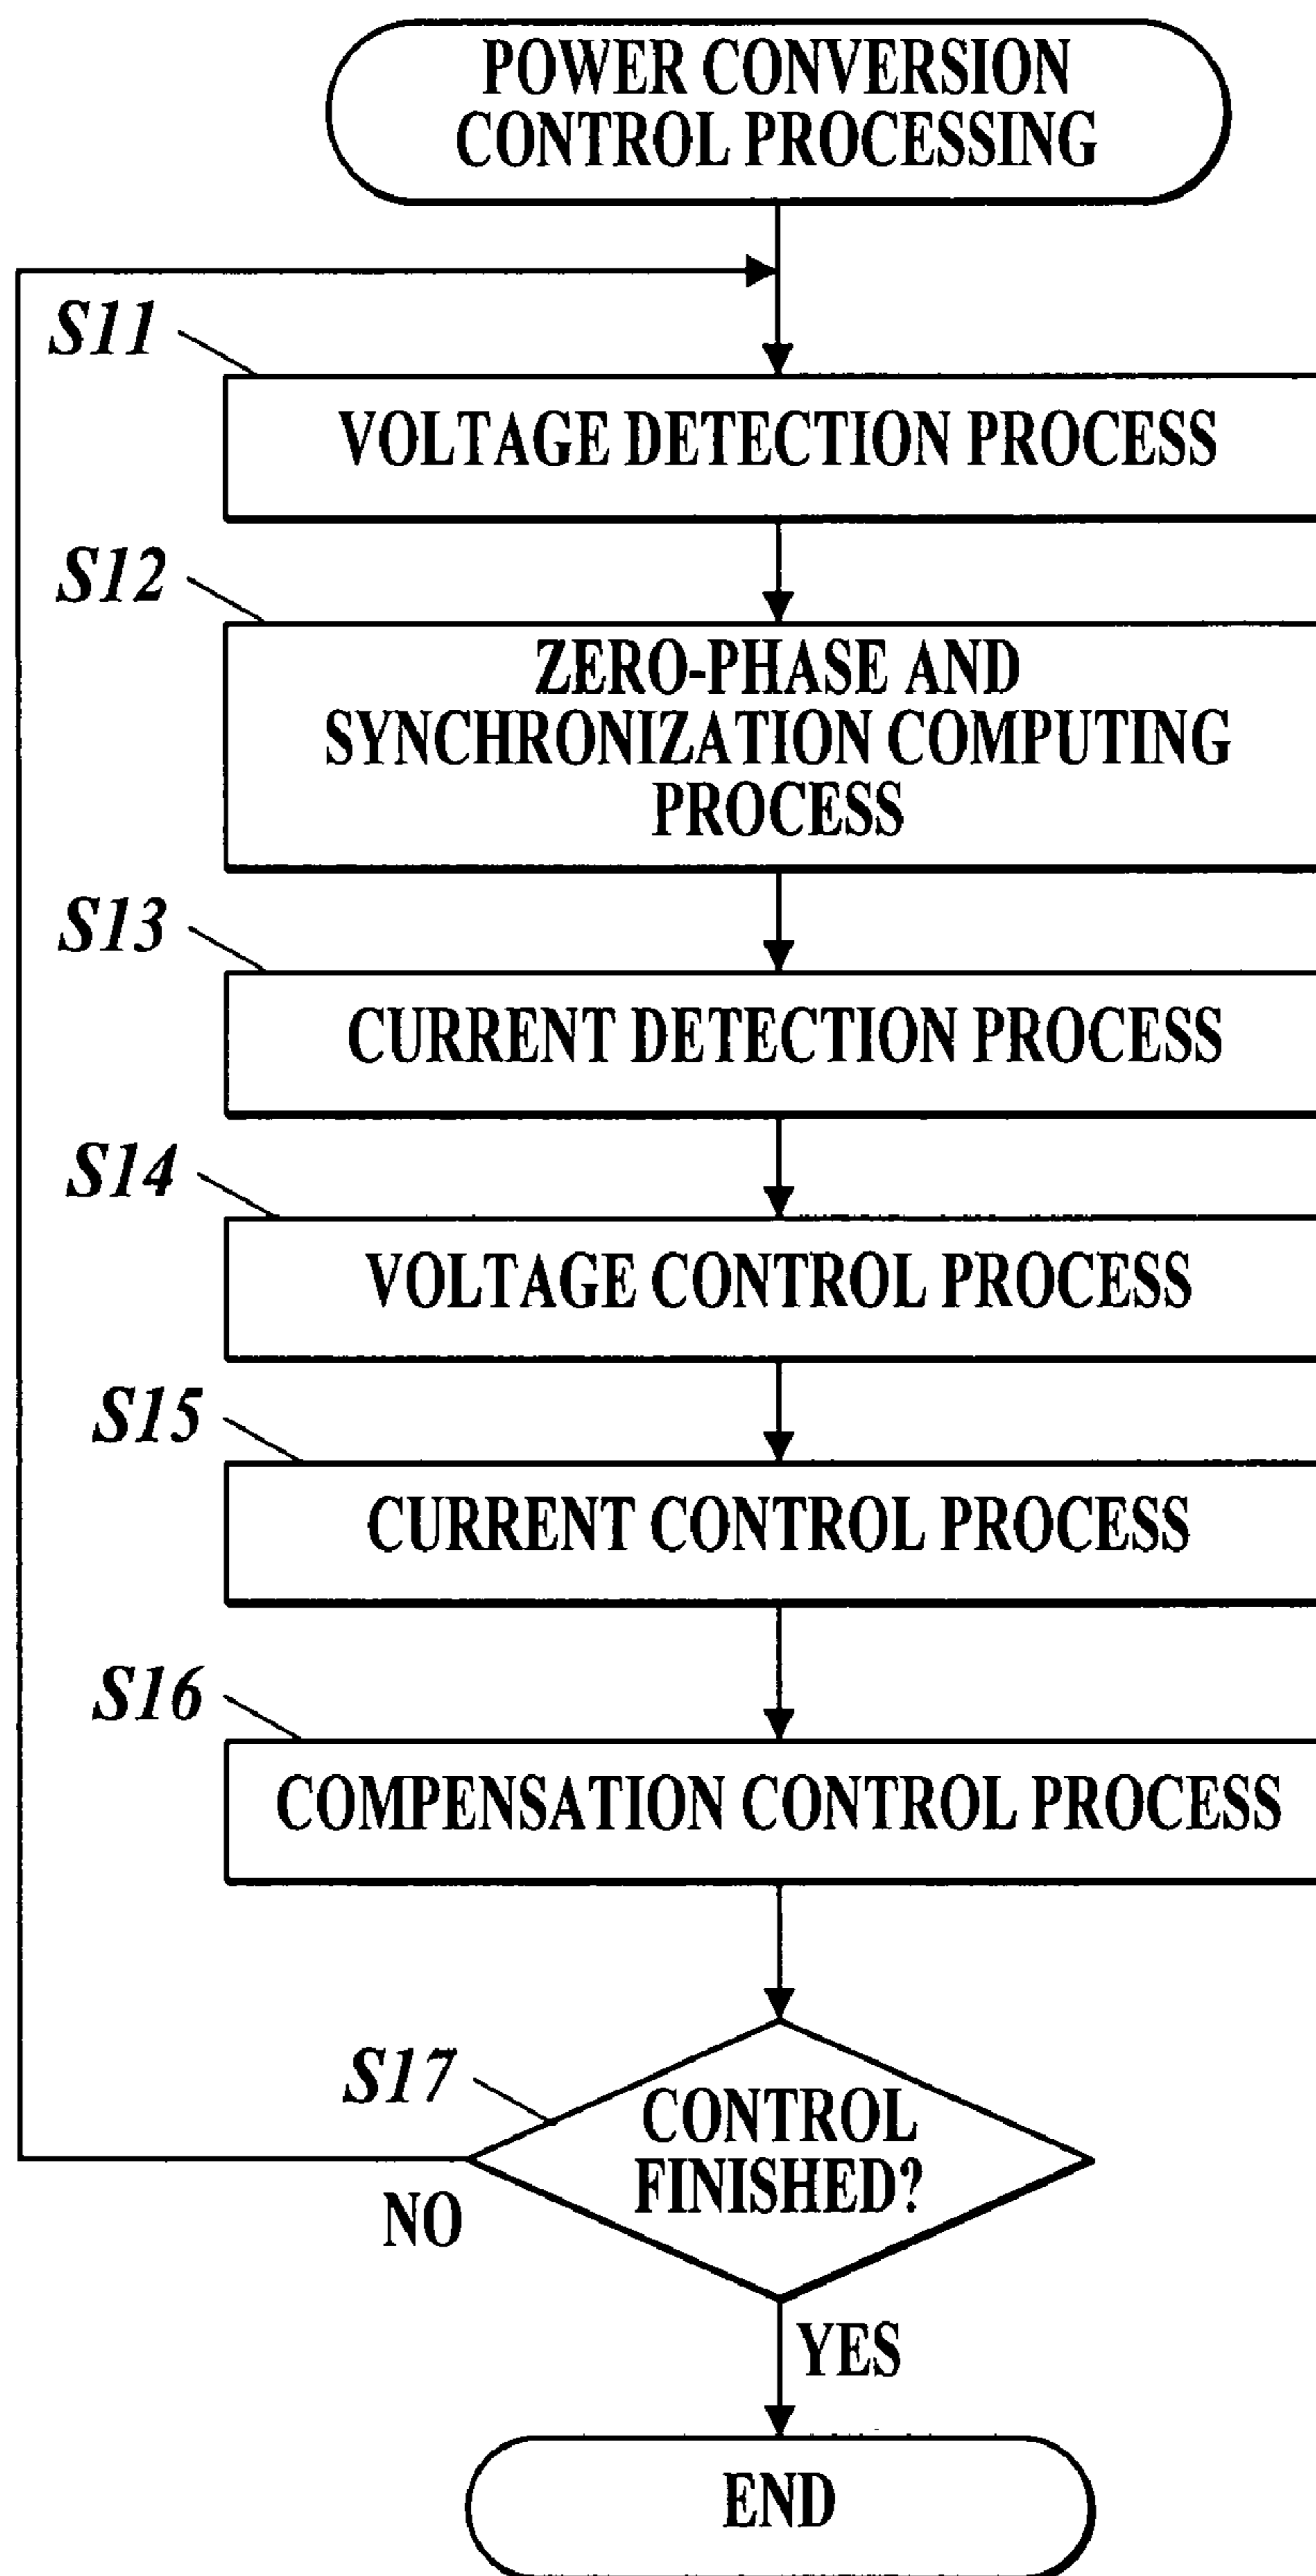 POWER CONVERSION
CONTROL PROCESSING
S11
VOLTAGE DETECTION PROCESS
S12
ZERO-PHASE AND
SYNCHRONIZATION COMPUTING
PROCESS
S13
CURRENT DETECTION PROCESS
S14
VOLTAGE CONTROL PROCESS
S15
CURRENT CONTROL PROCESS
S16
COMPENSATION CONTROL PROCESS
S17
CONTROL
FINISHED?
NO
YES
END